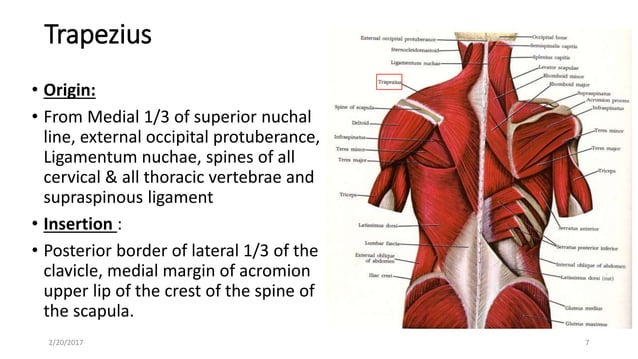 Trapezius
• Origin:
• From Medial 1/3 of superior nuchal
line, external occipital protuberance,
Ligamentum nuchae, spines of all
cervical & all thoracic vertebrae and
supraspinous ligament
• Insertion :
• Posterior border of lateral 1/3 of the
clavicle, medial margin of acromion
upper lip of the crest of the spine of
the scapula.
External occipital protuberance
Sternocleidomastoid
Ligamentum nuchae
Trapezius
Spine of scapula
Deltoid
Infraspinatus
Teres minor
Teres major
Triceps
Latissimus dorsi
Lumbar fascia
External oblique
of abdomen
Iliac crest
Occipital bone
Semispinalis capitis
Splenius capitis
Levator scapulae
Rhomboid minor
Rhomboid major
Supraspinatus
Acromion process
Infraspinatus
Teres minor
Teres major
Triceps
Serratus anterior
Serratus posterior inferior
Internal oblique of abdomen
Latissimus dorsi (cut)
Gluteus medius
Gluteus maximus
2/20/2017
7